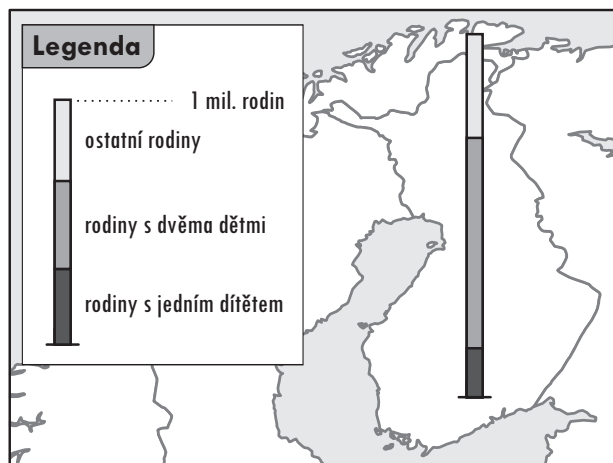 Legenda
1 mil. rodin
ostatní rodiny
rodiny s dvěma dětmi
rodiny s jedním dítětem